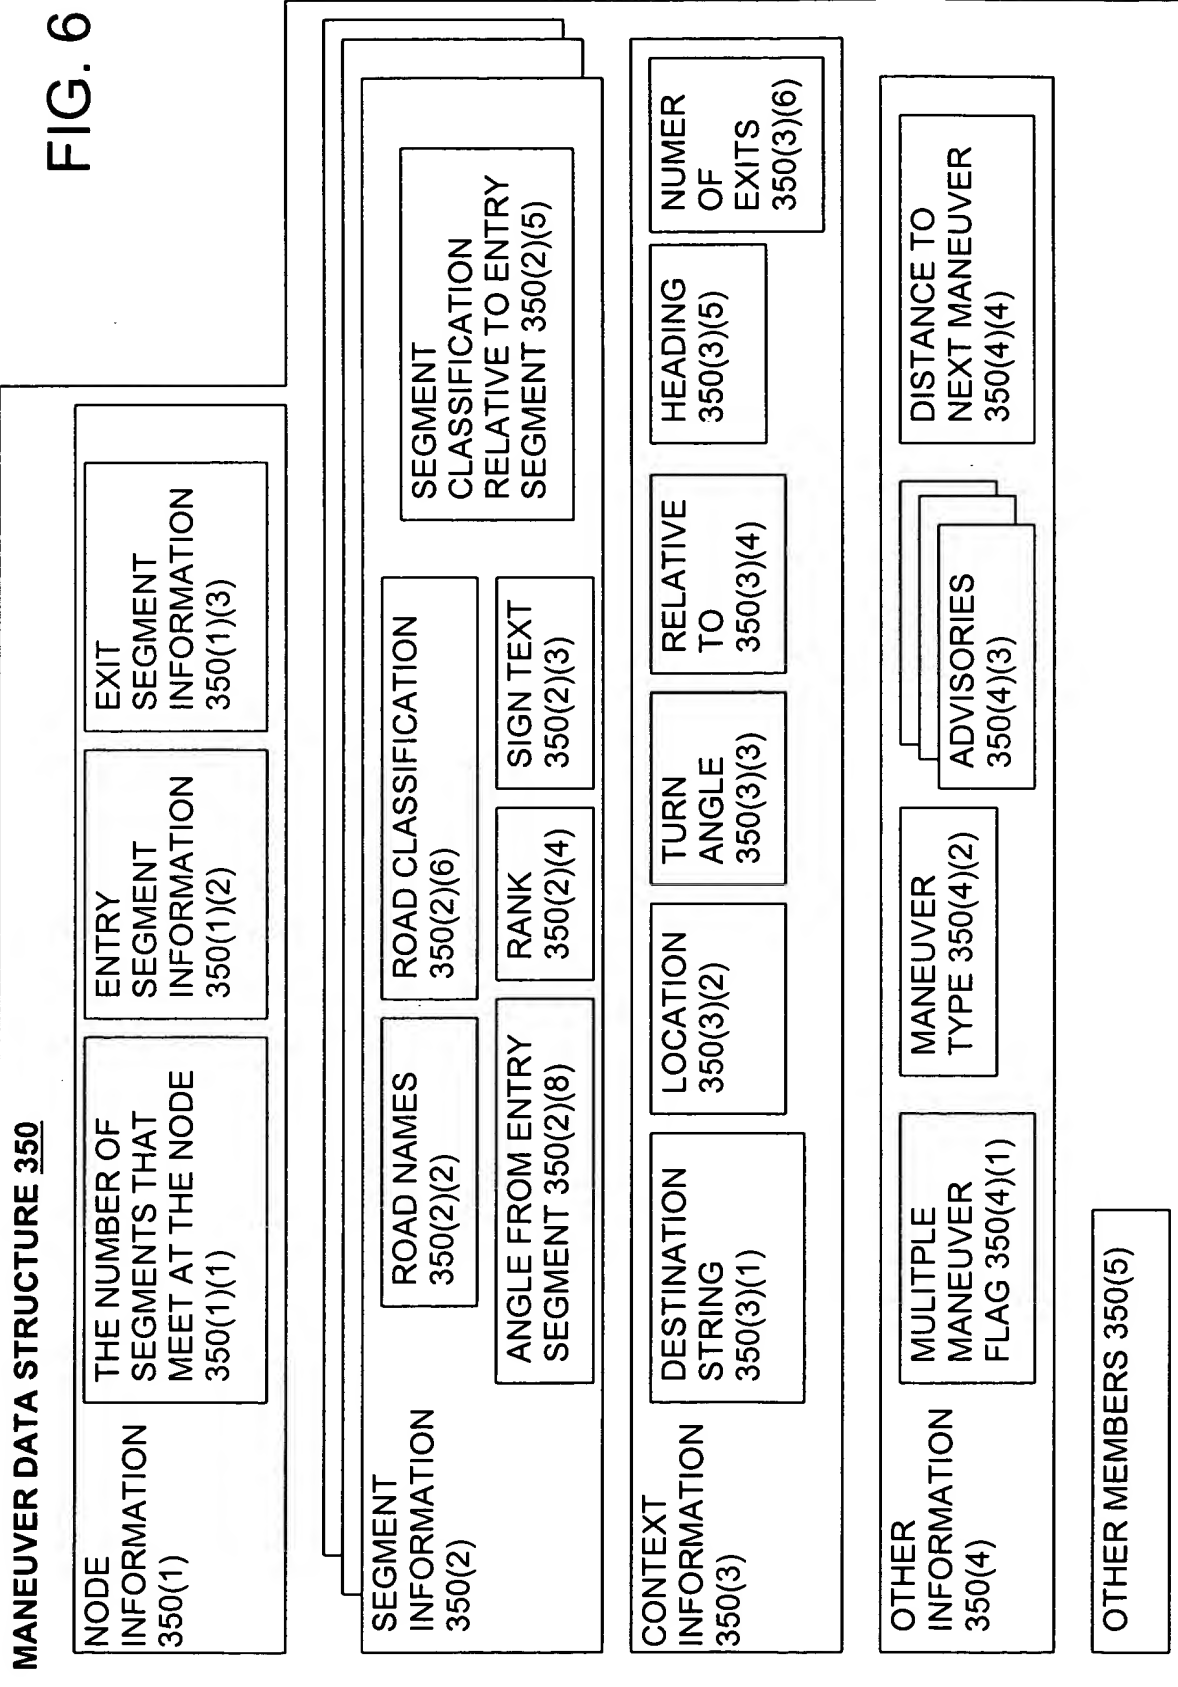 FIG. 6
MANEUVER DATA STRUCTURE 350
NODE
INFORMATION
350(1)
THE NUMBER OF
SEGMENTS THAT
MEET AT THE NODE
350(1)(1)
ENTRY
SEGMENT
INFORMATION
350(1)(2)
EXIT
SEGMENT
INFORMATION
350(1)(3)
SEGMENT
INFORMATION
350(2)
ROAD NAMES
350(2)(2)
ROAD CLASSIFICATION
350(2)(6)
ANGLE FROM ENTRY
SEGMENT 350(2)(8)
RANK
350(2)(4)
SIGN TEXT
350(2)(3)
SEGMENT
CLASSIFICATION
RELATIVE TO ENTRY
SEGMENT 350(2)(5)
CONTEXT
INFORMATION
350(3)
DESTINATION
STRING
350(3)(1)
LOCATION
350(3)(2)
TURN
ANGLE
350(3)(3)
RELATIVE
TO
350(3)(4)
HEADING
350(3)(5)
NUMER
OF
EXITS
350(3)(6)
OTHER
INFORMATION
350(4)
MULITPLE
MANEUVER
FLAG 350(4)(1)
MANEUVER
TYPE 350(4)(2)
ADVISORIES
350(4)(3)
DISTANCE TO
NEXT MANEUVER
350(4)(4)
OTHER MEMBERS 350(5)